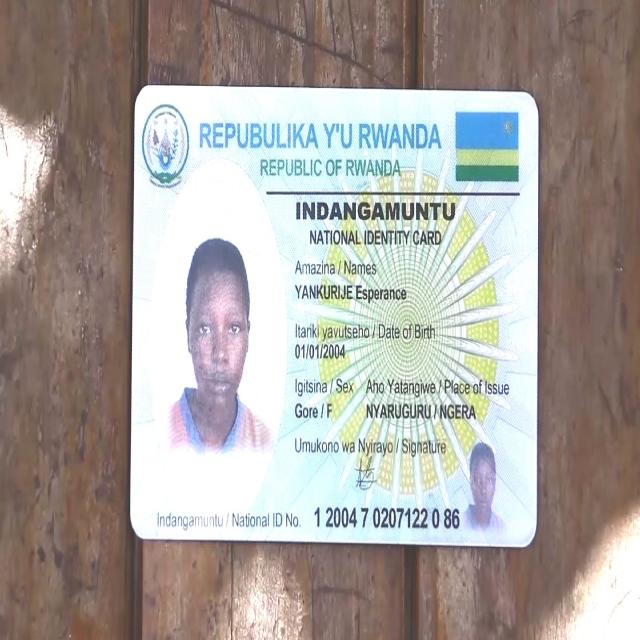 REPUBULIKA Y'U RWANDA
REPUBLIC OF RWANDA
INDANGAMUNTU
NATIONAL IDENTITY CARD
Amazina / Names
YANKURIJE Esperance
Itariki yavutseho / Date of Birth
01/01/2004
Igitsina / Sex Aho Yatangiwe / Place of Issue
Gore / F NYARUGURU / NGERA
Umukono wa Nyirayo / Signature
Indangamuntu / National ID No. 1 2004 7 0207122 0 86